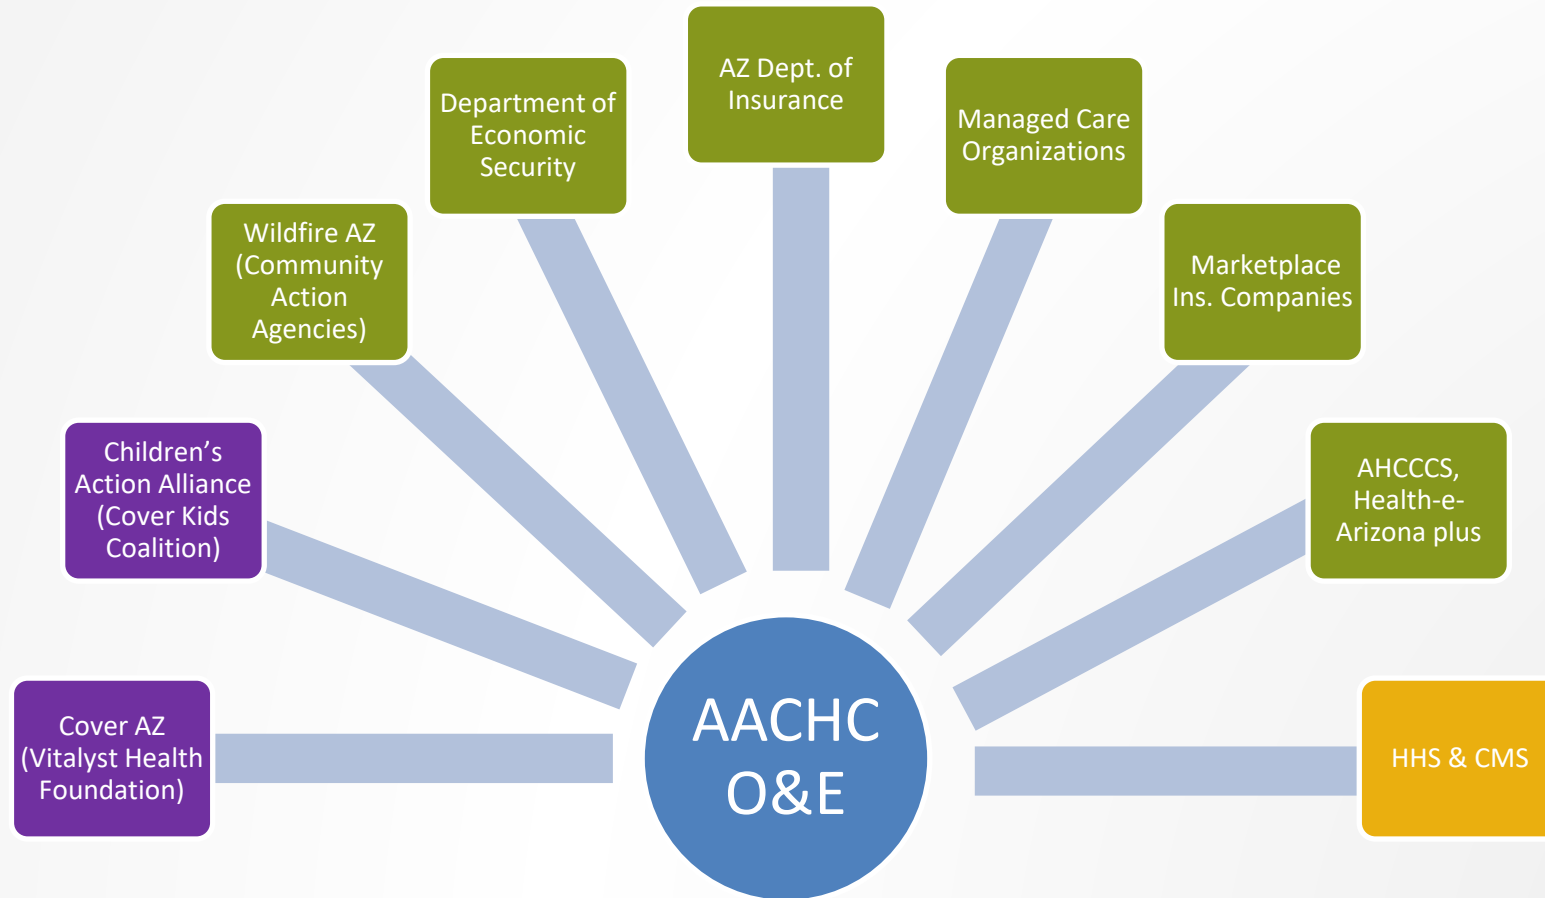 AZ Dept. of
Insurance
Department of
Economic
Security
Managed Care
Organizations
Wildfire AZ
(Community
Action
Agencies)
Marketplace
Ins. Companies
Children’s
Action Alliance
(Cover Kids
Coalition)
AHCCCS,
Health-e-
Arizona plus
Cover AZ
(Vitalyst Health
Foundation)
AACHC
O&E
HHS & CMS